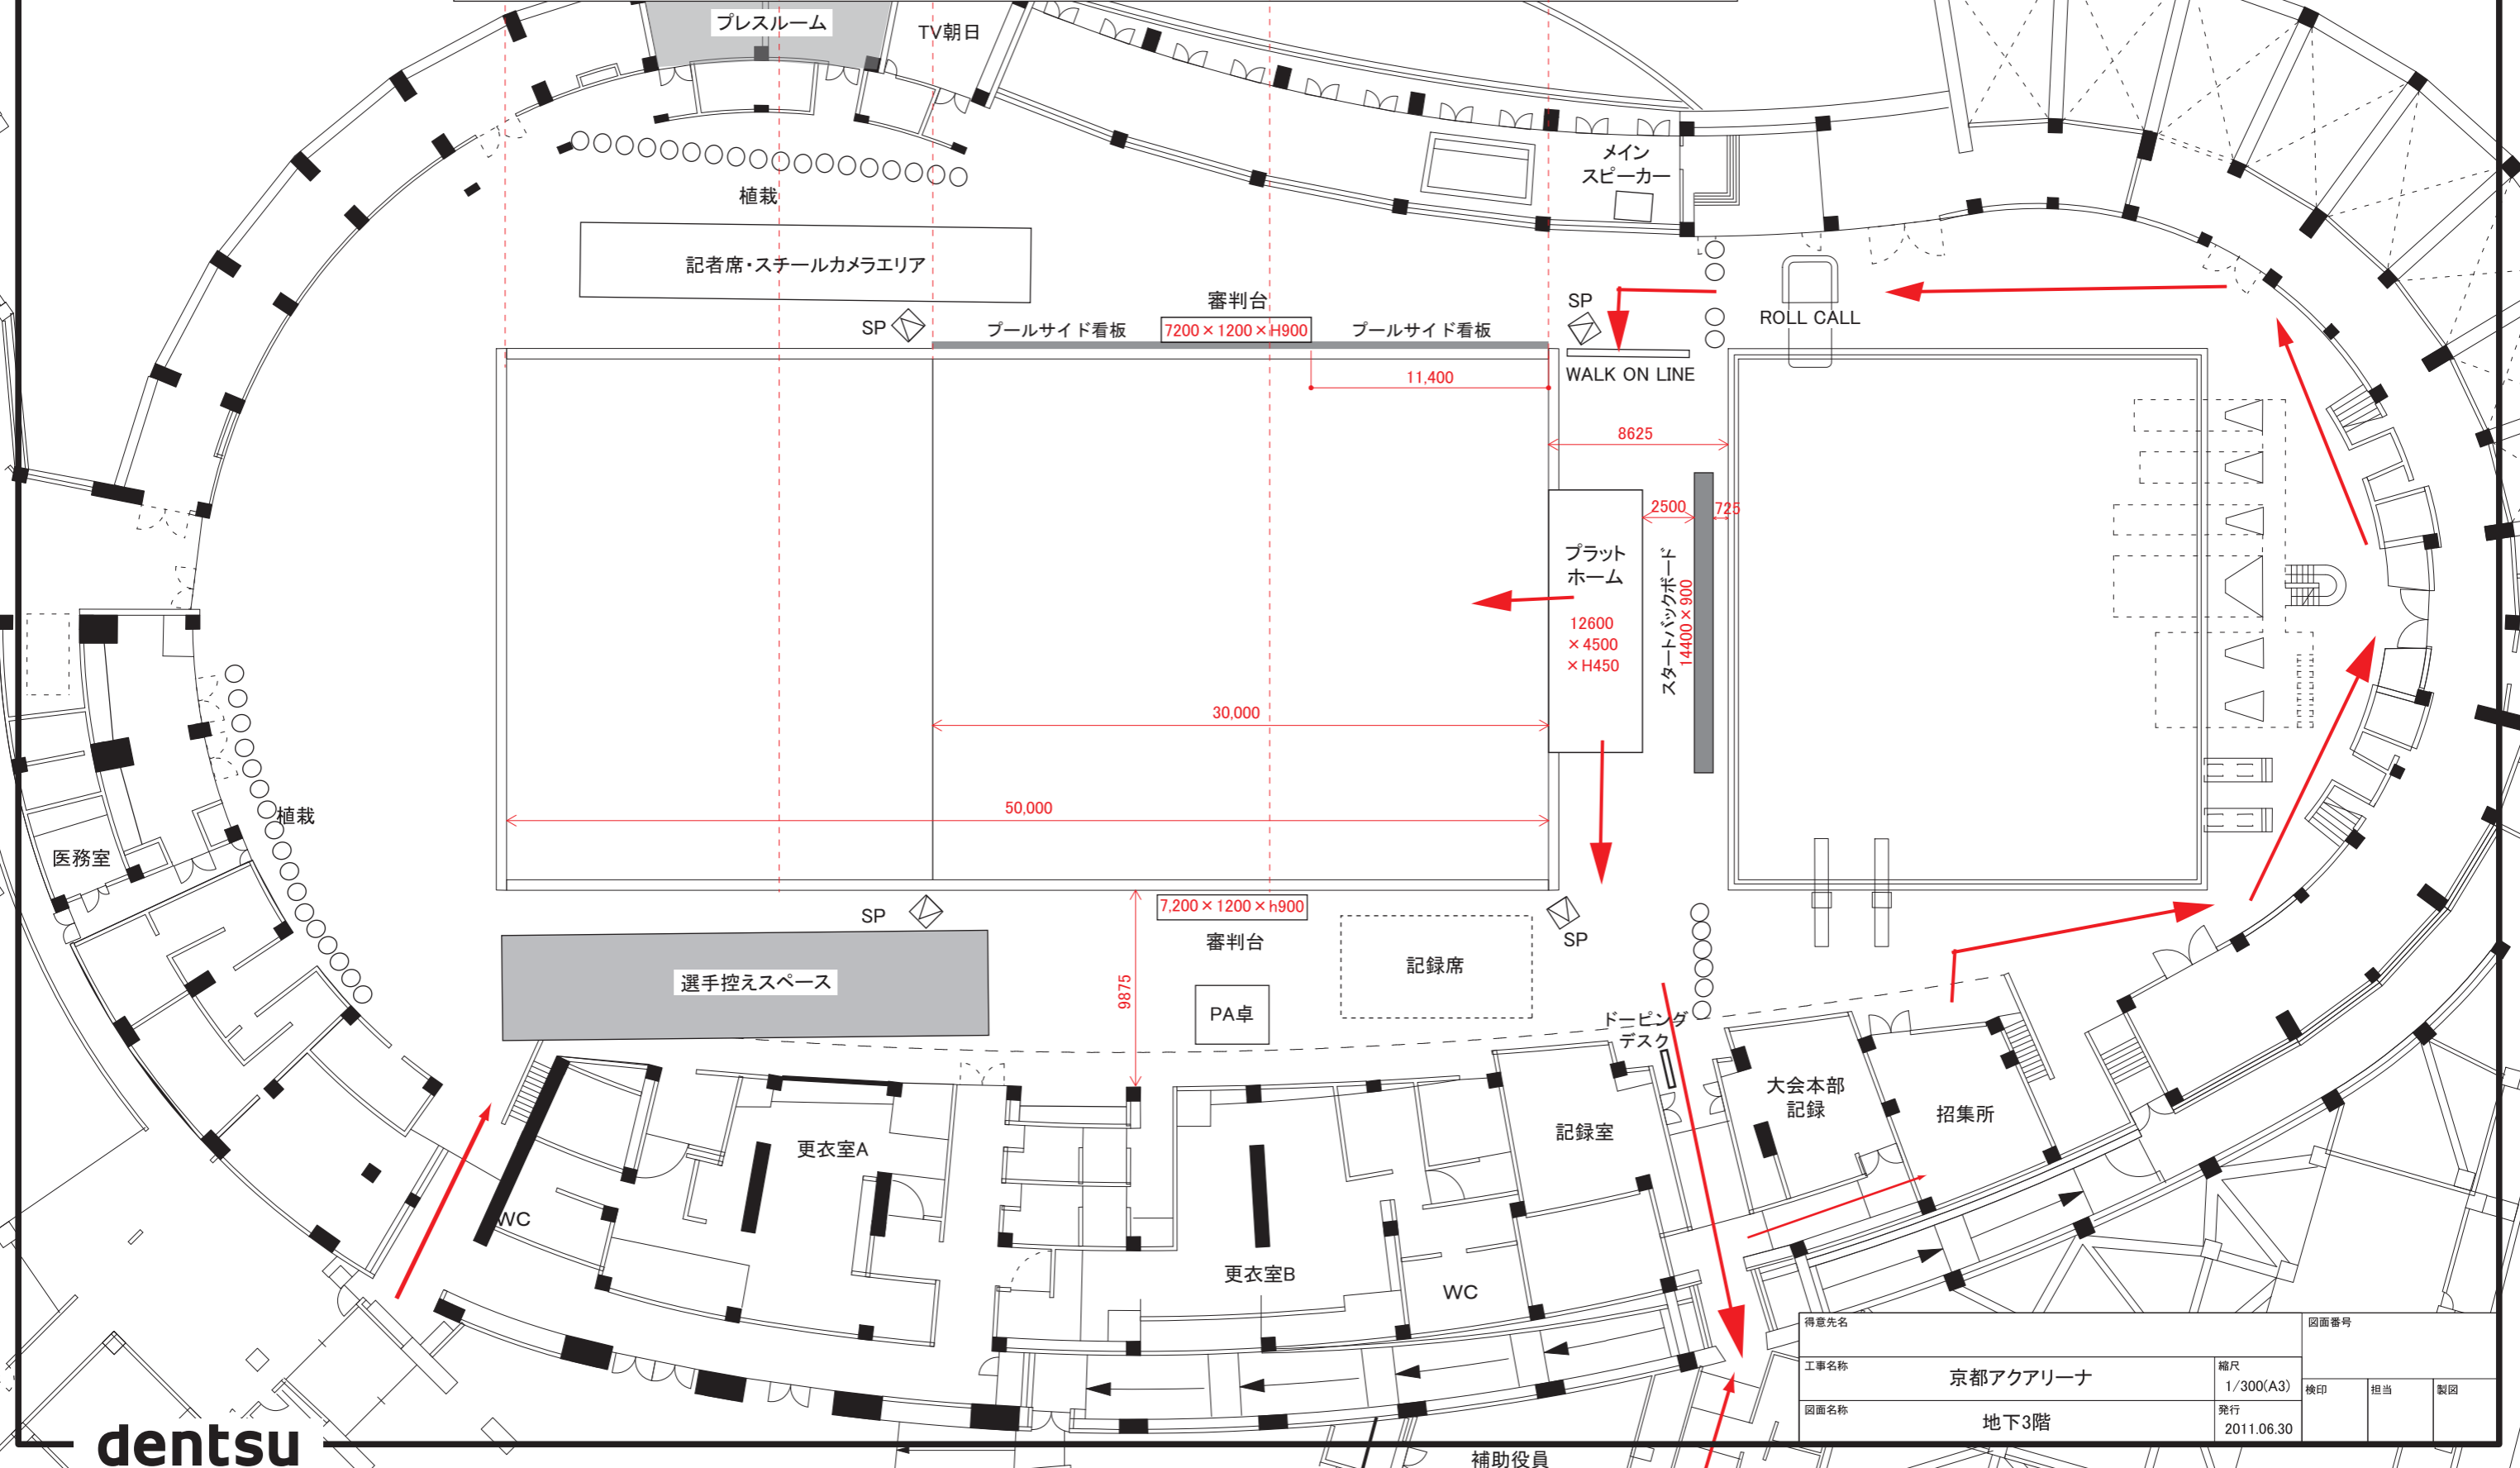 プレスルーム
TV朝日
メイン
スピーカー
植栽
記者席・スチールカメラエリア
審判台
SP
プールサイド看板
7200×1200×H900
プールサイド看板
SP
ROLL CALL
WALK ON LINE
11,400
8625
2500
725
プラット
ホーム
12600
×4500
×H450
スタートバックボード
14400×900
30,000
50,000
植栽
医務室
SP
7,200×1200×h900
審判台
SP
選手控えスペース
9875
記録席
PA卓
ドーピング
デスク
大会本部
記録
招集所
記録室
更衣室A
WC
更衣室B
WC
得意先名
図面番号
工事名称
京都アクアリーナ
縮尺
1/300(A3)
検印
担当
製図
図面名称
地下3階
発行
2011.06.30
dentsu
補助役員